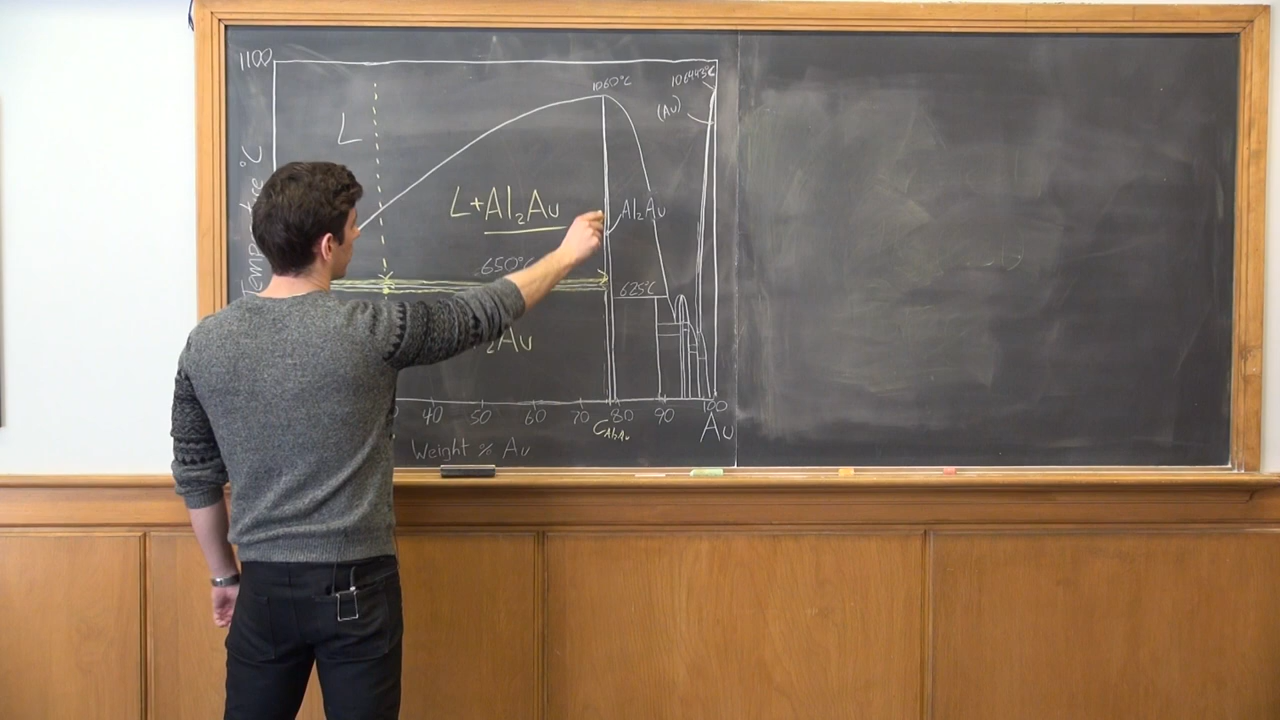 1100
1060°C
1064.43°C
(Au)
L
Temperature °C
L+Al₂Au
Al₂Au
650°C
625°C
₂Au
40 50 60 70 80 90 100
C Al₂Au
Au
Weight % Au